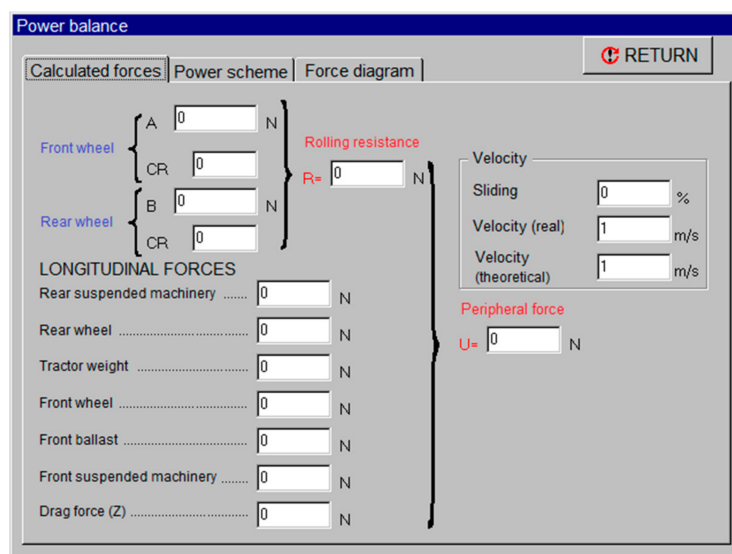 Power balance
RETURN
Calculated forces Power scheme Force diagram
A 0 N
Front wheel
CR 0
Rolling resistance
R= 0 N
B 0 N
Rear wheel
CR 0
LONGITUDINAL FORCES
Rear suspended machinery ...... 0 N
Rear wheel ................................ 0 N
Tractor weight ........................... 0 N
Front wheel ................................ 0 N
Front ballast ............................... 0 N
Front suspended machinery ....... 0 N
Drag force (Z) ............................. 0 N
Velocity
Sliding 0 %
Velocity (real) 1 m/s
Velocity
(theoretical) 1 m/s
Peripheral force
U= 0 N